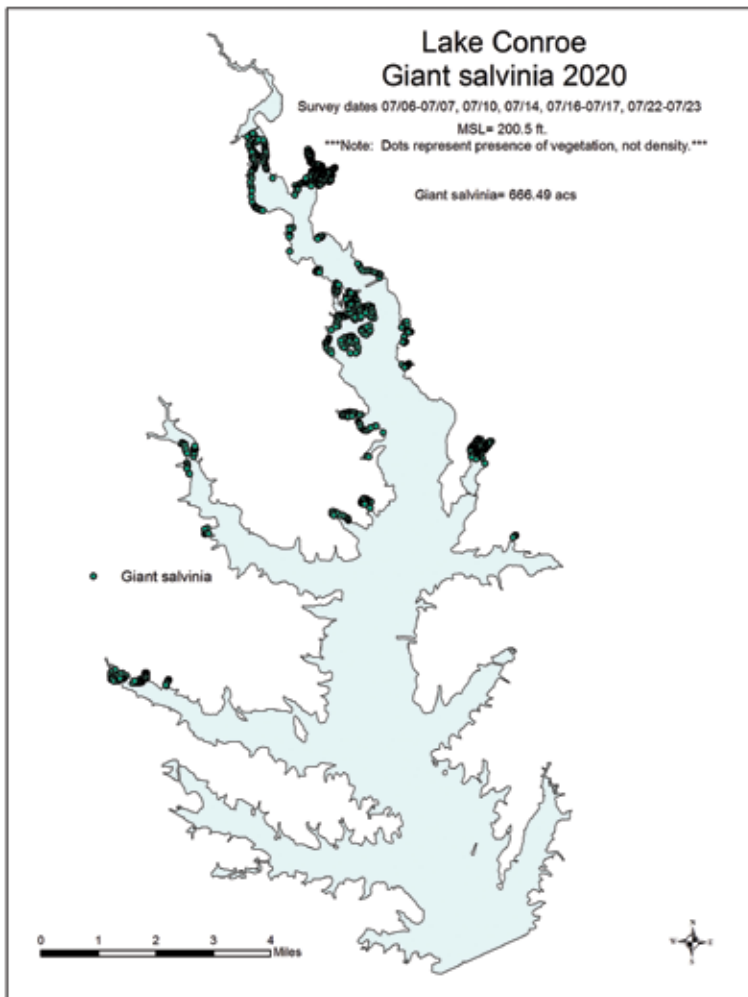 Lake Conroe
Giant salvinia 2020
Survey dates 07/06-07/07, 07/10, 07/14, 07/16-07/17, 07/22-07/23
MSL= 200.5 ft.
***Note: Dots represent presence of vegetation, not density.***
Giant salvinia= 666.49 acs
Giant salvinia
0 1 2 3 4
Miles
N
W E
S